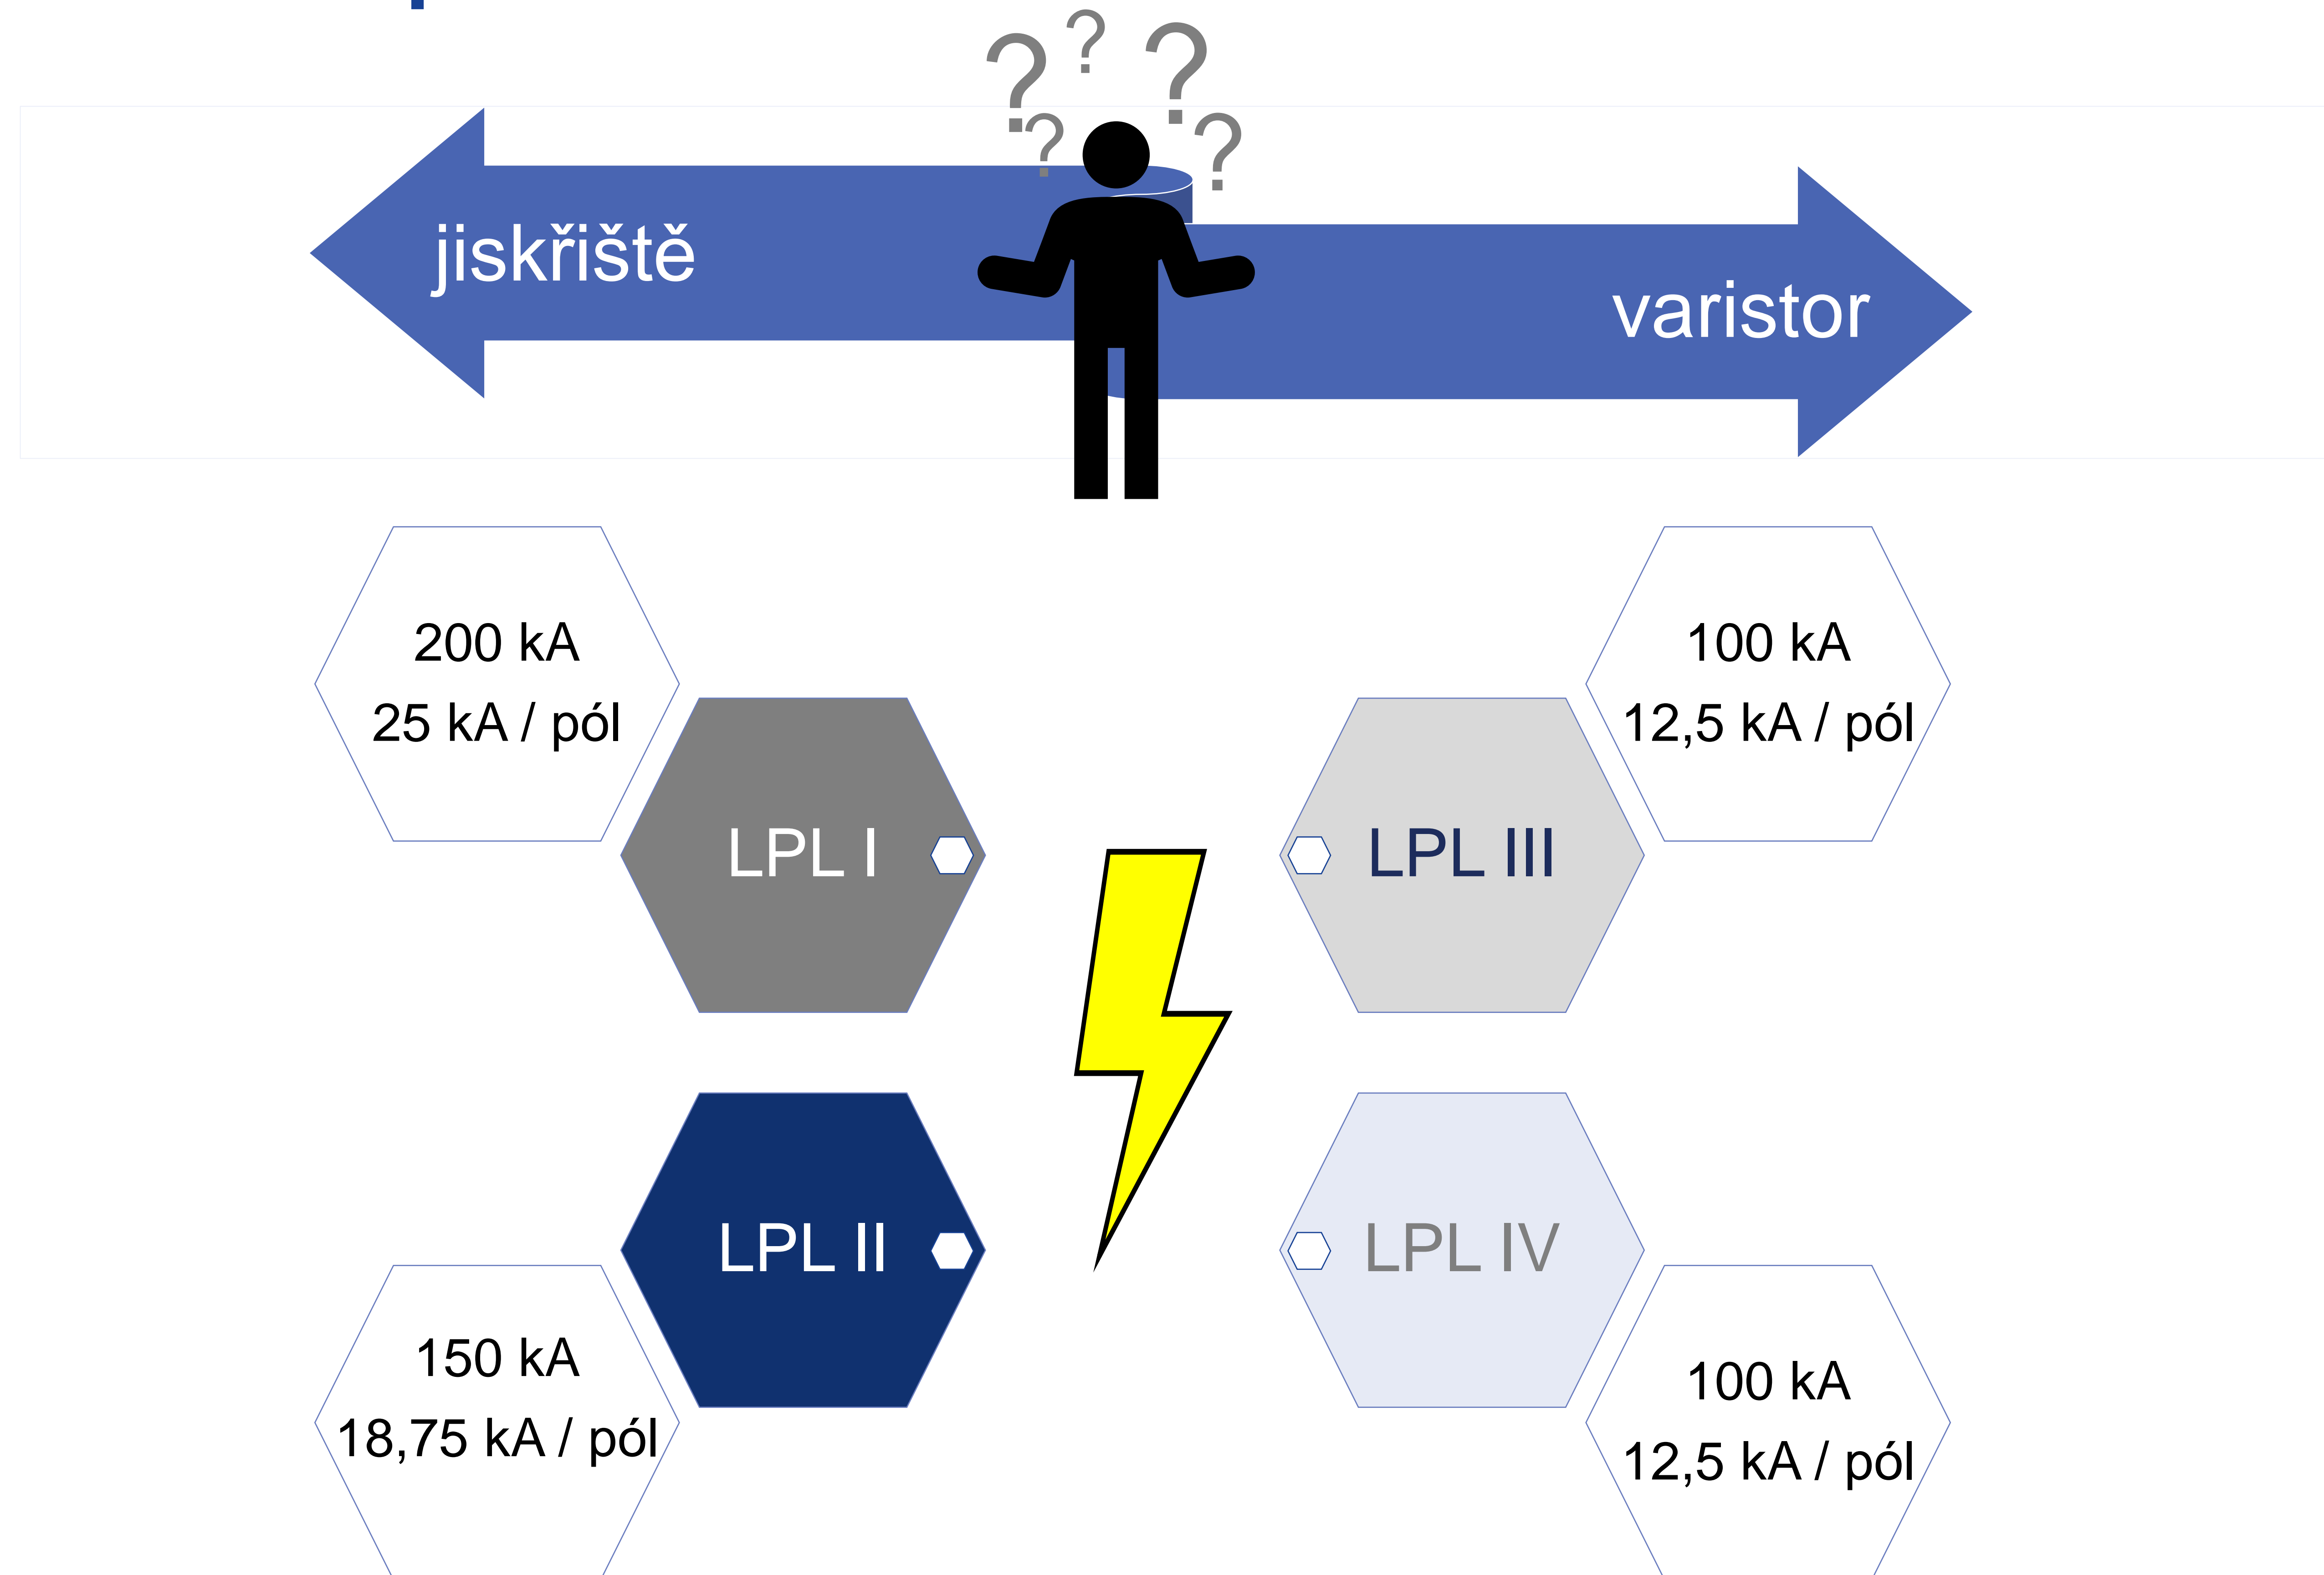 ?
?
?
?
?
jiskřiště
varistor
200 kA
25 kA / pól
LPL I
100 kA
12,5 kA / pól
LPL III
LPL II
150 kA
18,75 kA / pól
LPL IV
100 kA
12,5 kA / pól